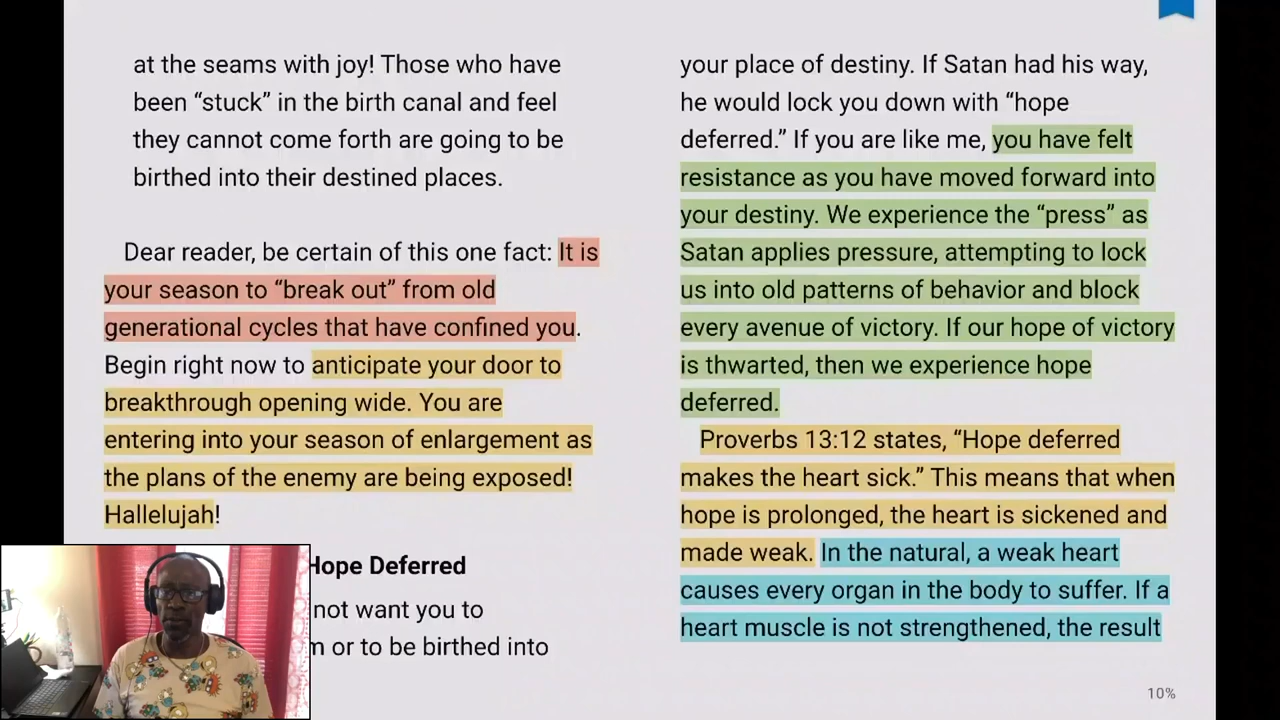 at the seams with joy! Those who have
been “stuck” in the birth canal and feel
they cannot come forth are going to be
birthed into their destined places.
Dear reader, be certain of this one fact: It is
your season to “break out” from old
generational cycles that have confined you.
Begin right now to anticipate your door to
breakthrough opening wide. You are
entering into your season of enlargement as
the plans of the enemy are being exposed!
Hallelujah!
Hope Deferred
not want you to
or to be birthed into
your place of destiny. If Satan had his way,
he would lock you down with “hope
deferred.” If you are like me, you have felt
resistance as you have moved forward into
your destiny. We experience the “press” as
Satan applies pressure, attempting to lock
us into old patterns of behavior and block
every avenue of victory. If our hope of victory
is thwarted, then we experience hope
deferred.
Proverbs 13:12 states, “Hope deferred
makes the heart sick.” This means that when
hope is prolonged, the heart is sickened and
made weak. In the natural, a weak heart
causes every organ in the body to suffer. If a
heart muscle is not strengthened, the result
10%